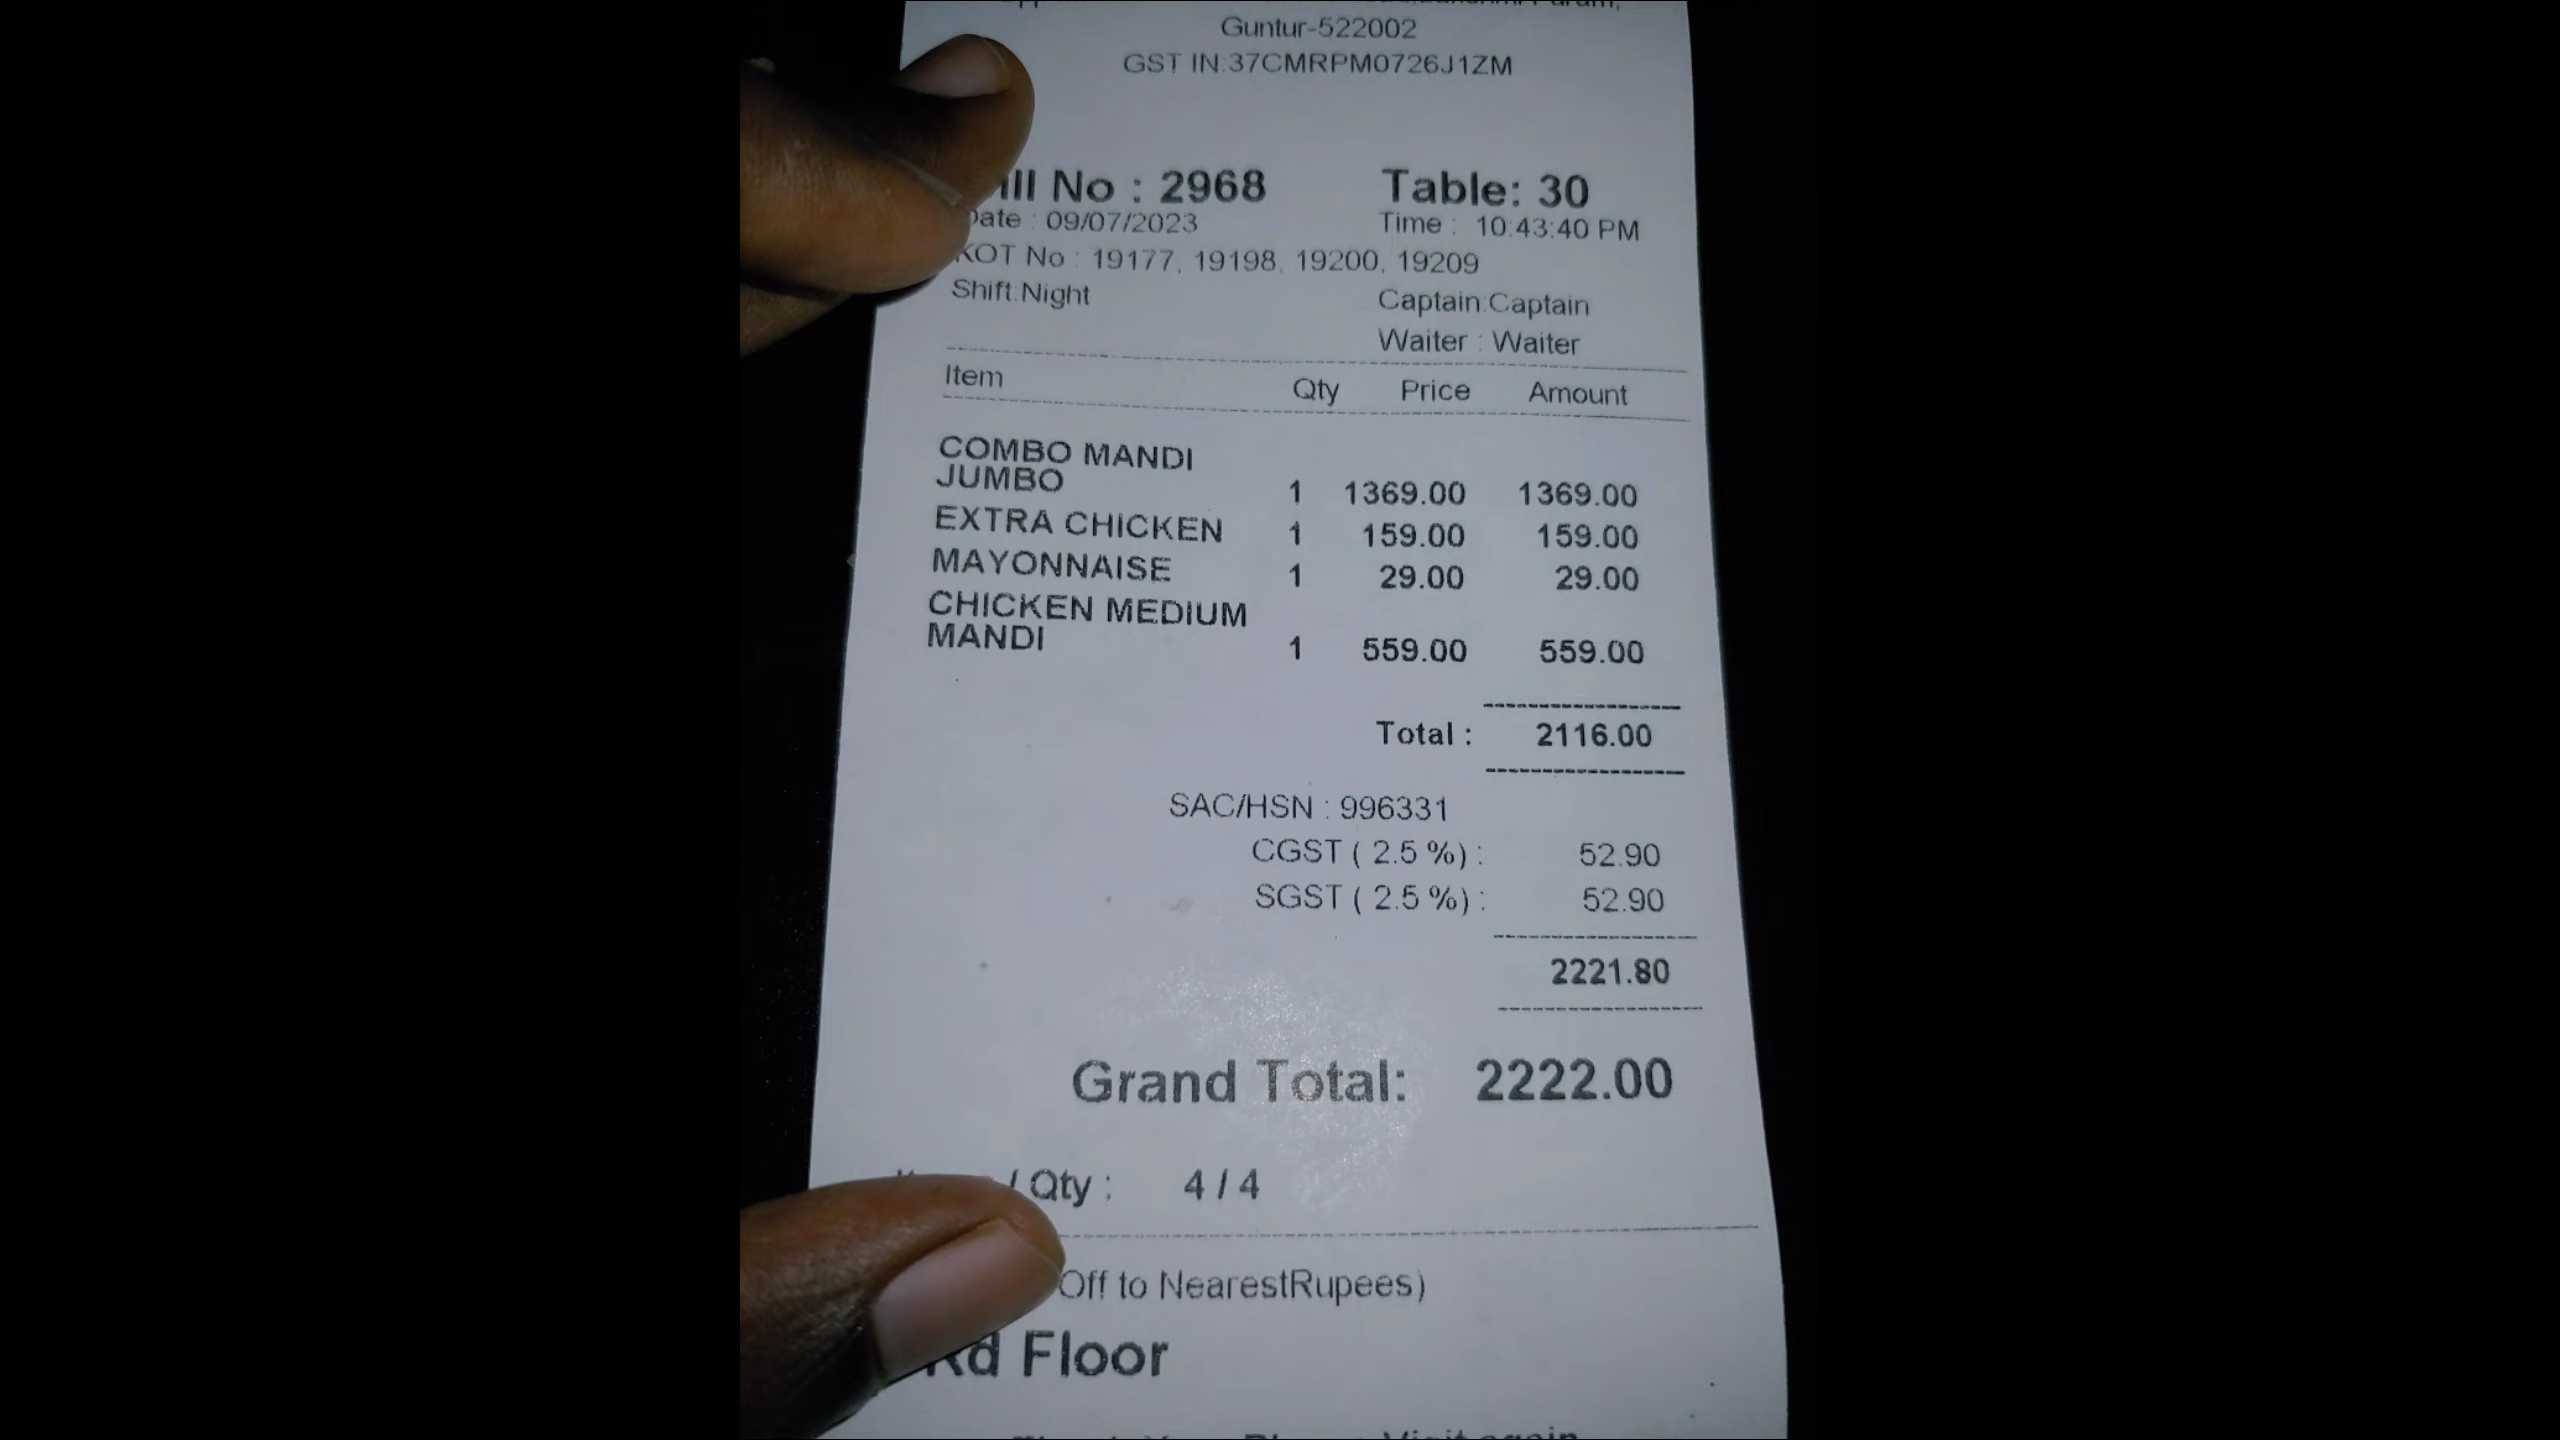 Guntur-522002
GST IN:37CMRPM0726J1ZM
ill No : 2968 Table: 30
Date : 09/07/2023 Time : 10:43:40 PM
KOT No : 19177, 19198, 19200, 19209
Shift:Night Captain:Captain
Waiter : Waiter
Item Qty Price Amount
COMBO MANDI
JUMBO 1 1369.00 1369.00
EXTRA CHICKEN 1 159.00 159.00
MAYONNAISE 1 29.00 29.00
CHICKEN MEDIUM
MANDI 1 559.00 559.00
Total : 2116.00
SAC/HSN : 996331
CGST ( 2.5 %) : 52.90
SGST ( 2.5 %) : 52.90
2221.80
Grand Total: 2222.00
/ Qty : 4 / 4
Off to NearestRupees)
Rd Floor